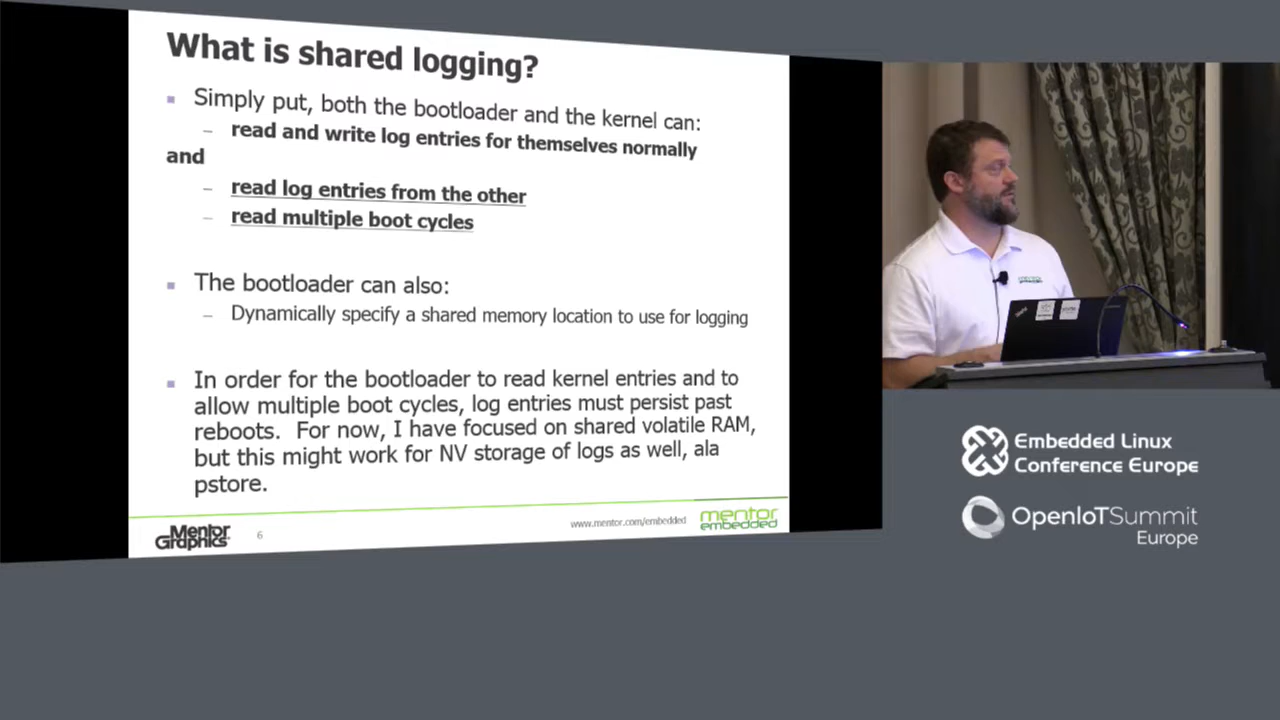 What is shared logging?
Simply put, both the bootloader and the kernel can:
– read and write log entries for themselves normally
and
– read log entries from the other
– read multiple boot cycles
The bootloader can also:
– Dynamically specify a shared memory location to use for logging
In order for the bootloader to read kernel entries and to
allow multiple boot cycles, log entries must persist past
reboots. For now, I have focused on shared volatile RAM,
but this might work for NV storage of logs as well, ala
pstore.
Mentor
Graphics
6
www.mentor.com/embedded
mentor
embedded
Embedded Linux
Conference Europe
OpenIoTSummit
Europe